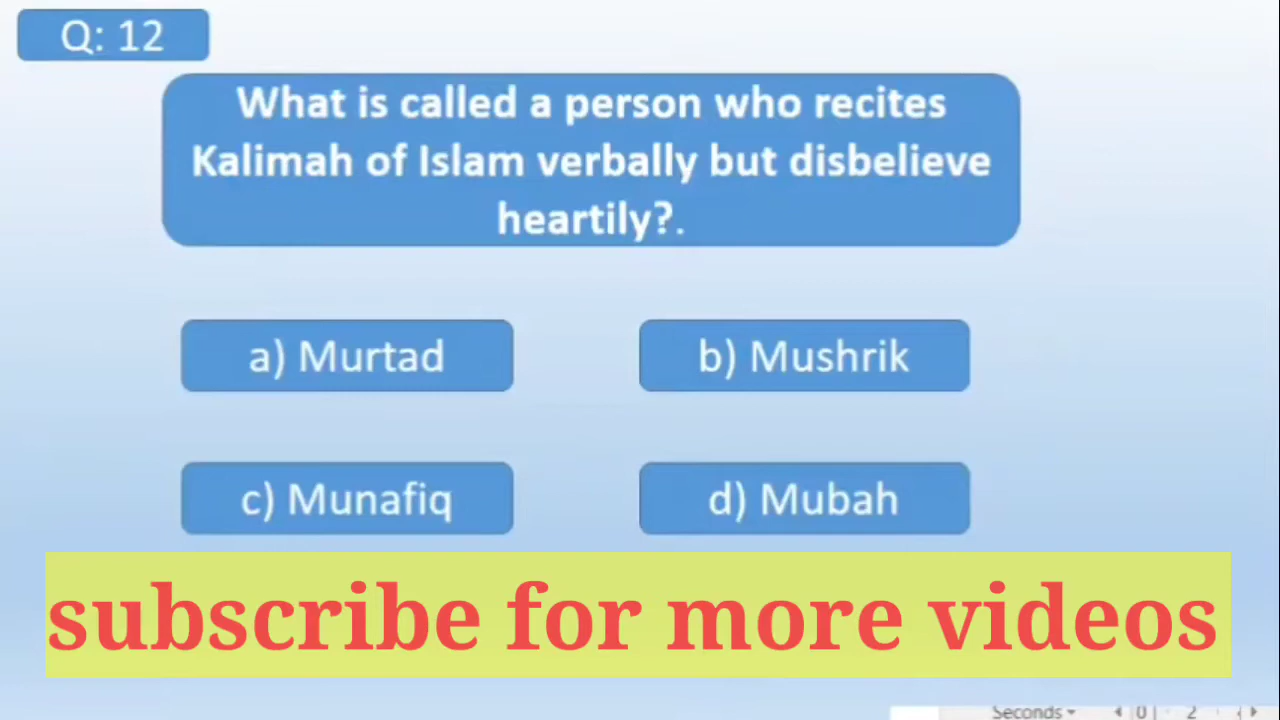 Q: 12
What is called a person who recites
Kalimah of Islam verbally but disbelieve
heartily?.
a) Murtad
b) Mushrik
c) Munafiq
d) Mubah
subscribe for more videos
Seconds